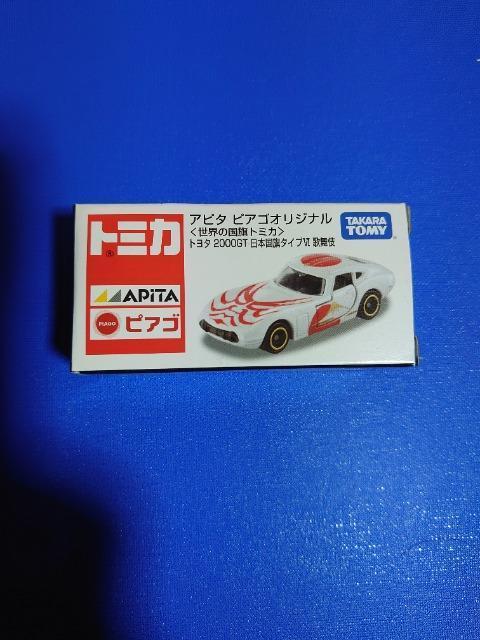 トミカ
®
APiTA
PIAGO
ピアゴ
アピタ ピアゴオリジナル
<世界の国旗トミカ>
トヨタ 2000GT 日本国旗タイプⅥ 歌舞伎
TAKARA
TOMY